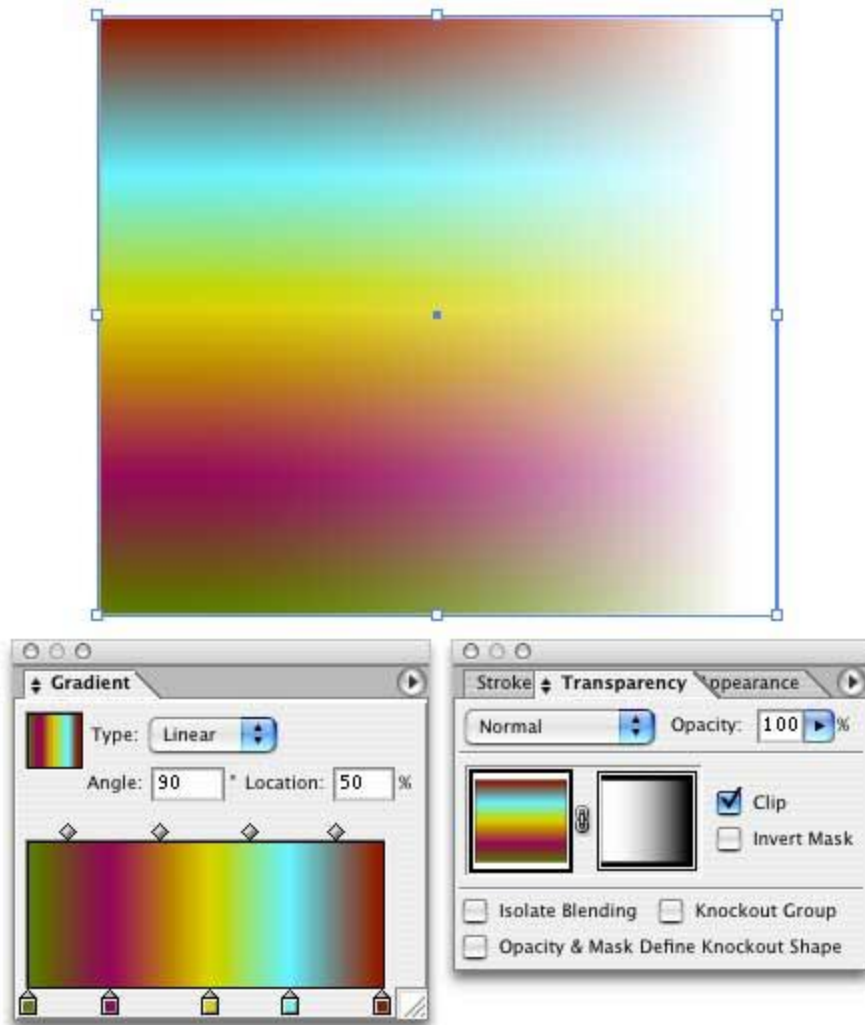 Gradient
Type: Linear
Angle: 90 ° Location: 50 %
Stroke Transparency Appearance
Normal Opacity: 100 %
Clip
Invert Mask
Isolate Blending Knockout Group
Opacity & Mask Define Knockout Shape